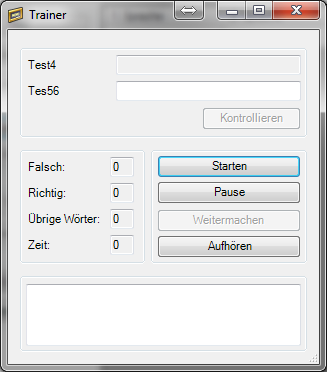 Trainer
Test4
Tes56
Kontrollieren
Falsch: 0
Richtig: 0
Übrige Wörter: 0
Zeit: 0
Starten
Pause
Weitermachen
Aufhören